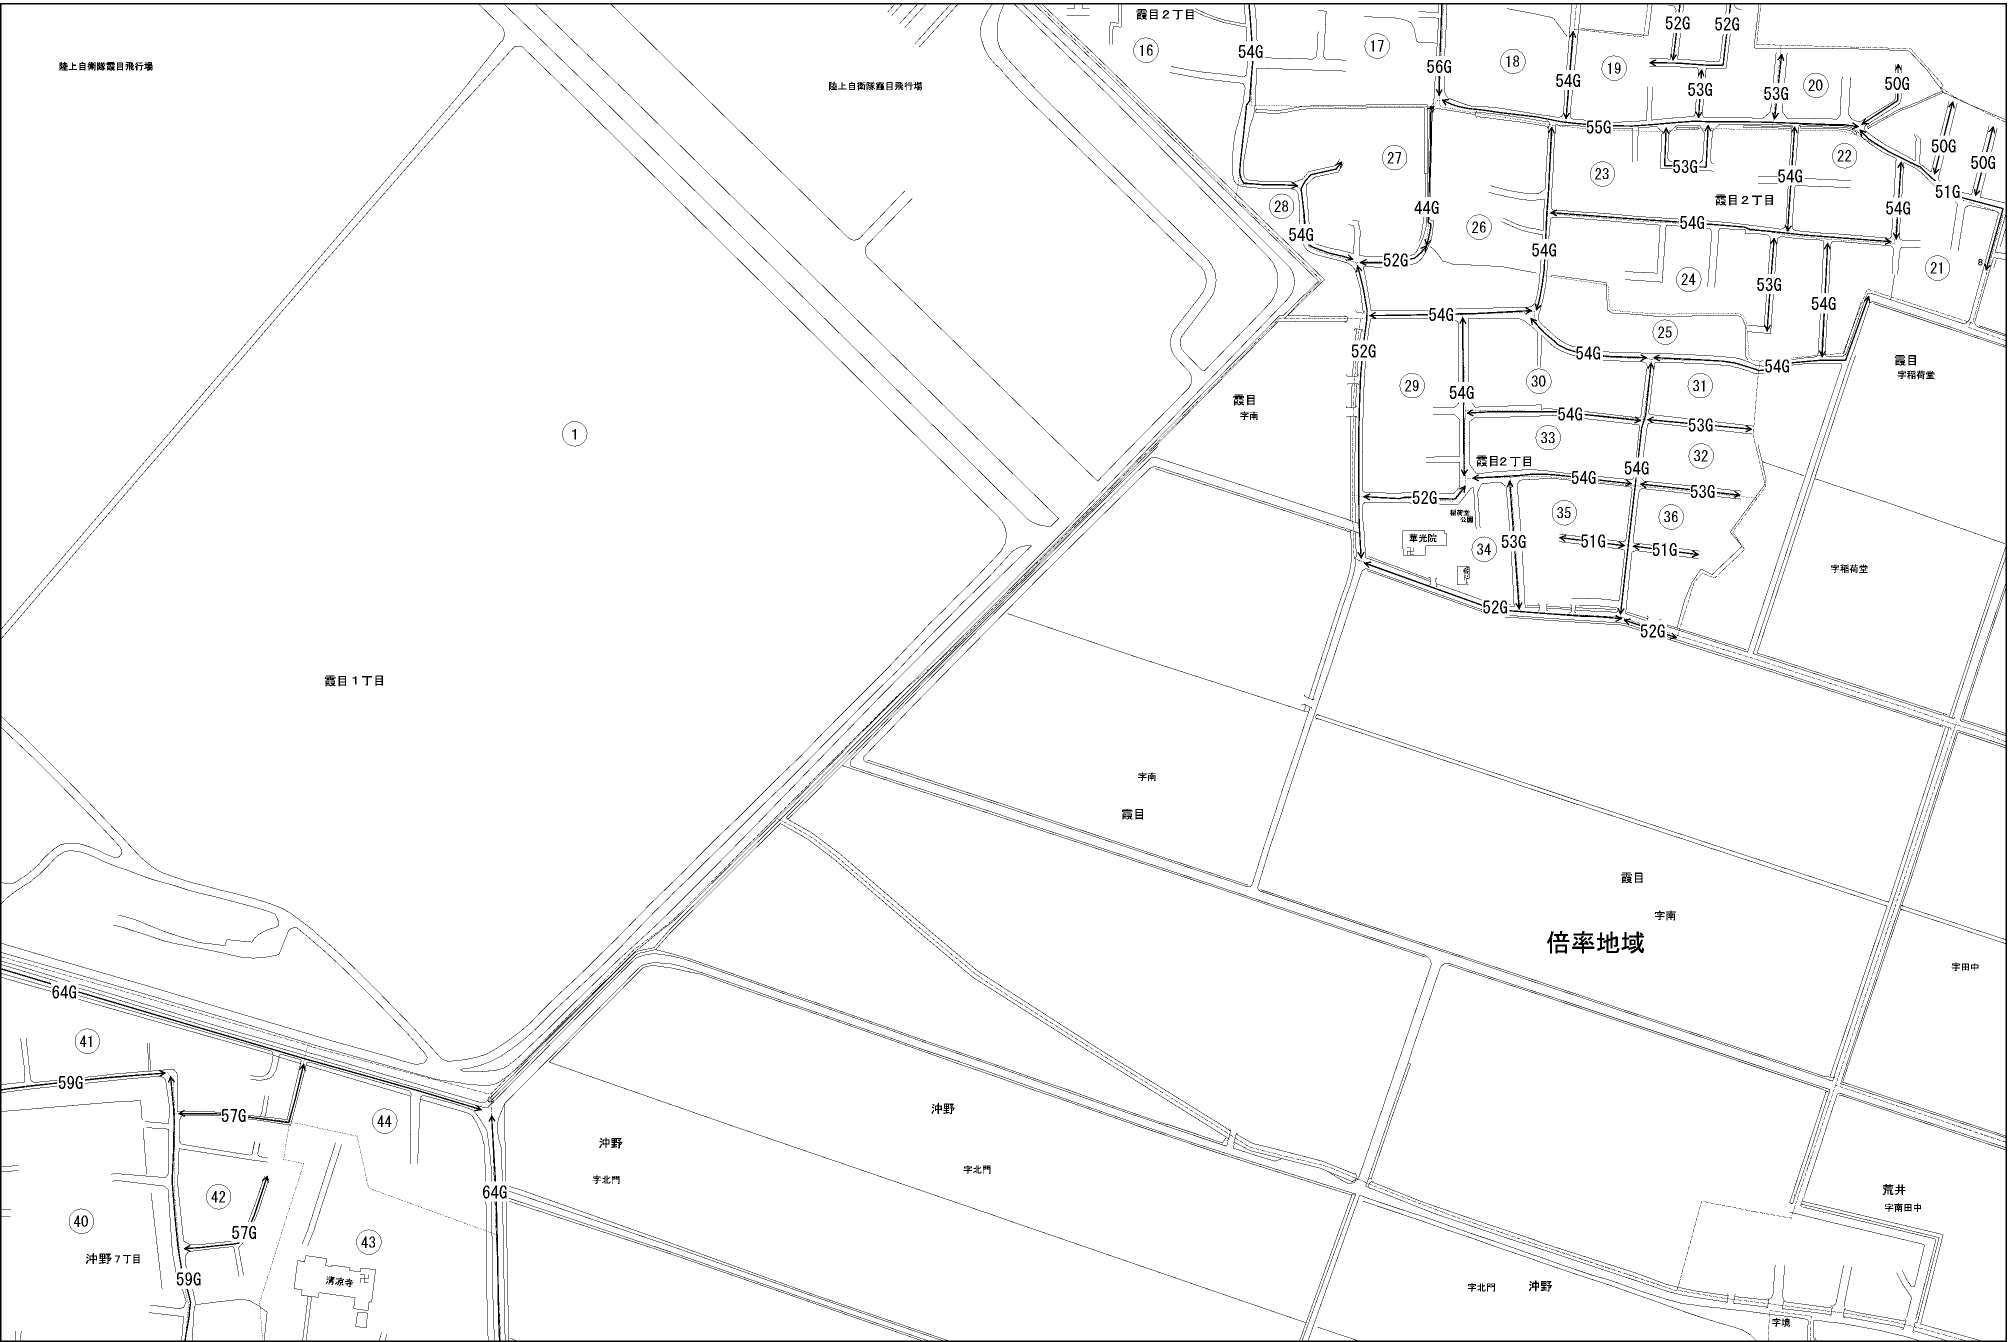 霞目２丁目
52G
52G
16
17
54G
18
19
56G
陸上自衛隊霞目飛行場
陸上自衛隊霞目飛行場
54G
53G
53G
20
50G
55G
27
23
53G
22
50G
50G
54G
51G
28
44G
霞目２丁目
54G
54G
26
54G
54G
52G
54G
21
8
24
53G
54G
54G
25
52G
54G
54G
霞目
字稲荷堂
29
30
31
54G
霞目
字南
54G
53G
1
33
32
霞目２丁目
54G
54G
52G
53G
稲荷堂
公園
35
36
華光院
34
53G
51G
51G
字稲荷堂
52G
52G
霞目１丁目
字南
霞目
霞目
字南
倍率地域
字田中
64G
41
59G
57G
44
沖野
沖野
字北門
字北門
64G
42
荒井
字南田中
40
57G
43
沖野７丁目
59G
清凉寺
字北門
沖野
字境